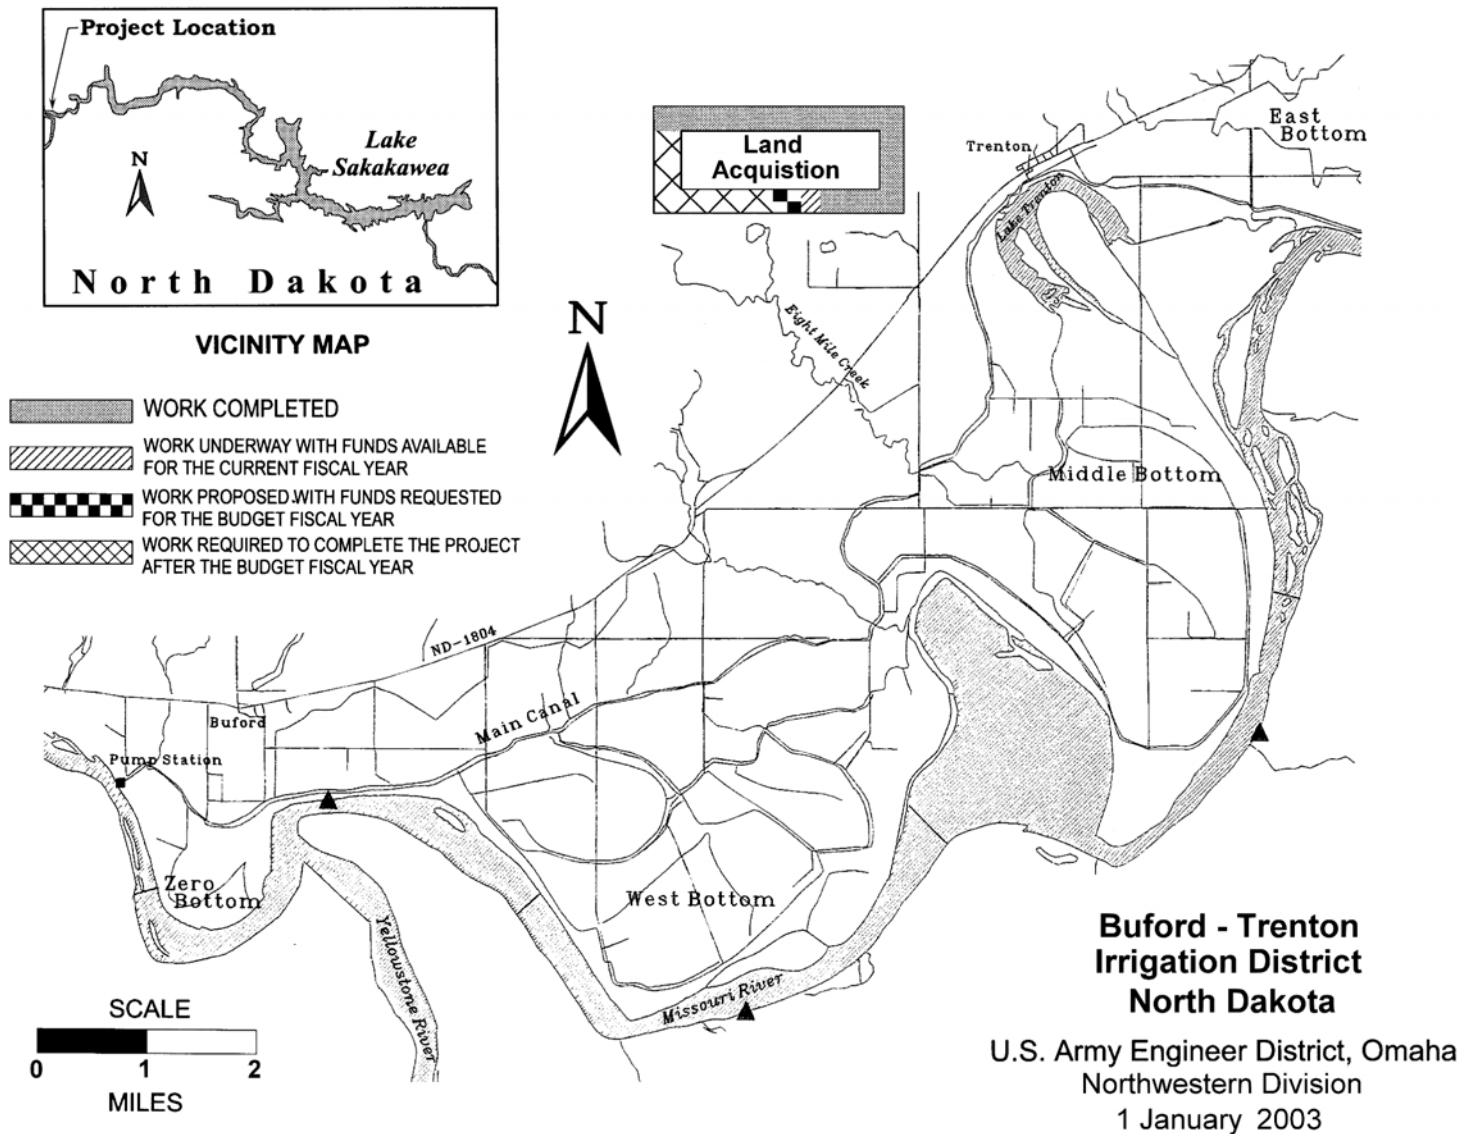 Project Location
Lake
Sakakawea
N
North Dakota
VICINITY MAP
WORK COMPLETED
WORK UNDERWAY WITH FUNDS AVAILABLE
FOR THE CURRENT FISCAL YEAR
WORK PROPOSED WITH FUNDS REQUESTED
FOR THE BUDGET FISCAL YEAR
WORK REQUIRED TO COMPLETE THE PROJECT
AFTER THE BUDGET FISCAL YEAR
Land
Acquistion
N
Trenton
East
Bottom
Lake Trenton
Eight Mile Creek
Middle Bottom
ND-1804
Main Canal
Buford
Pump Station
Zero
Bottom
West Bottom
Yellowstone River
Missouri River
SCALE
0 1 2
MILES
Buford - Trenton
Irrigation District
North Dakota
U.S. Army Engineer District, Omaha
Northwestern Division
1 January 2003